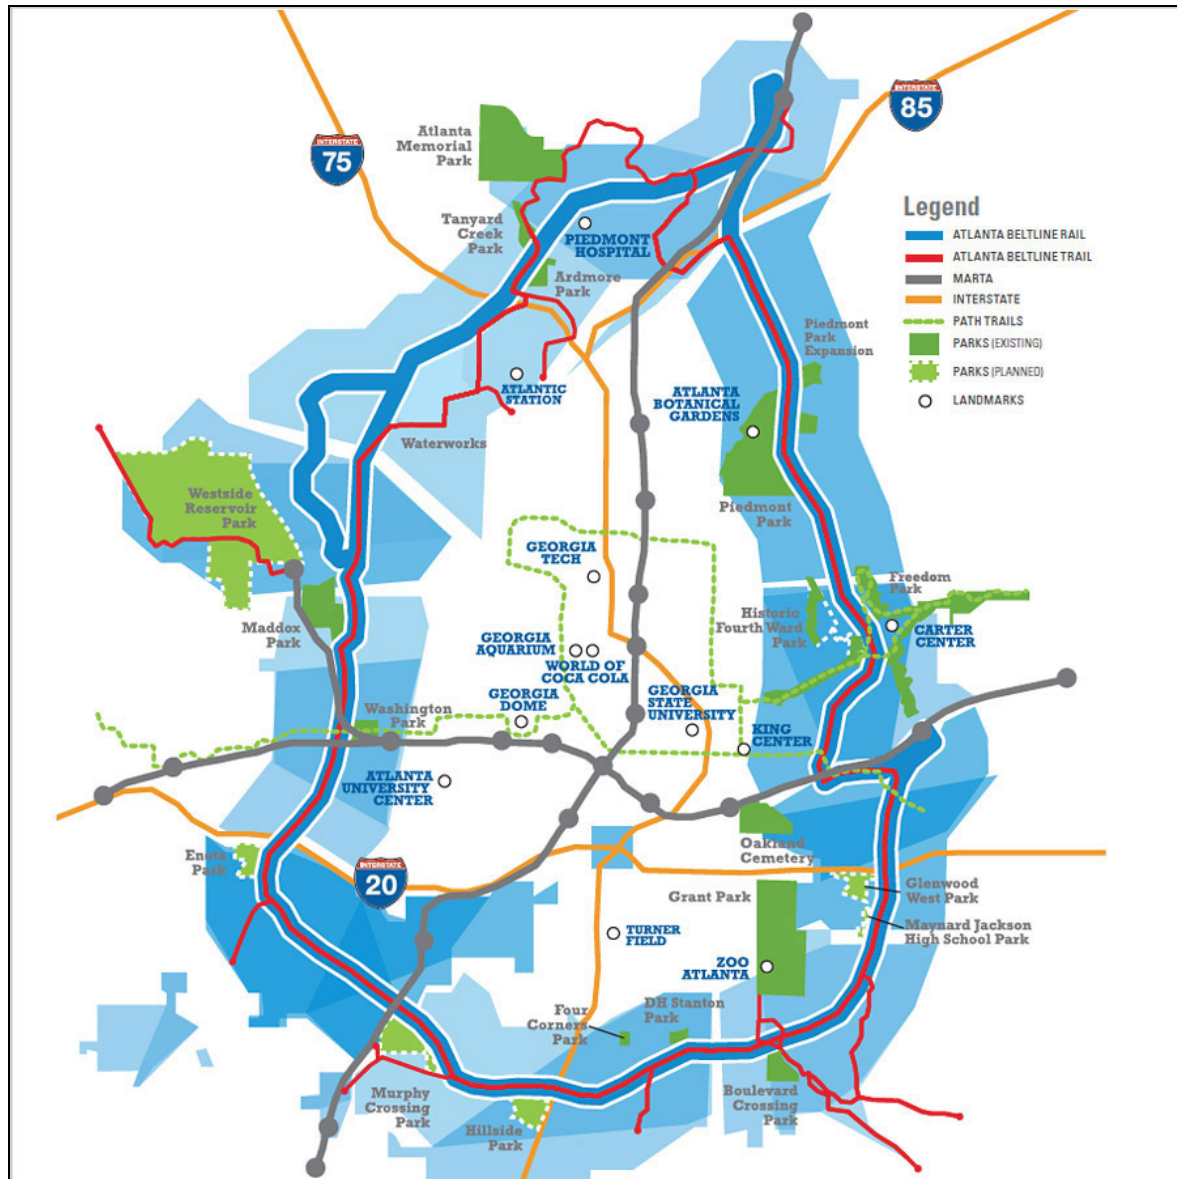 INTERSTATE
85
INTERSTATE
75
Atlanta
Memorial
Park
Tanyard
Creek
Park
PIEDMONT
HOSPITAL
Ardmore
Park
Legend
ATLANTA BELTLINE RAIL
ATLANTA BELTLINE TRAIL
MARTA
INTERSTATE
PATH TRAILS
PARKS (EXISTING)
PARKS (PLANNED)
LANDMARKS
Piedmont
Park
Expansion
ATLANTIC
STATION
ATLANTA
BOTANICAL
GARDENS
Waterworks
Westside
Reservoir
Park
Piedmont
Park
GEORGIA
TECH
Freedom
Park
Historic
Fourth Ward
Park
CARTER
CENTER
Maddox
Park
GEORGIA
AQUARIUM
WORLD OF
COCA COLA
GEORGIA
DOME
GEORGIA
STATE
UNIVERSITY
Washington
Park
KING
CENTER
ATLANTA
UNIVERSITY
CENTER
Oakland
Cemetery
Enota
Park
INTERSTATE
20
Grant Park
Glenwood
West Park
Maynard Jackson
High School Park
TURNER
FIELD
ZOO
ATLANTA
Four
Corners
Park
DH Stanton
Park
Murphy
Crossing
Park
Hillside
Park
Boulevard
Crossing
Park